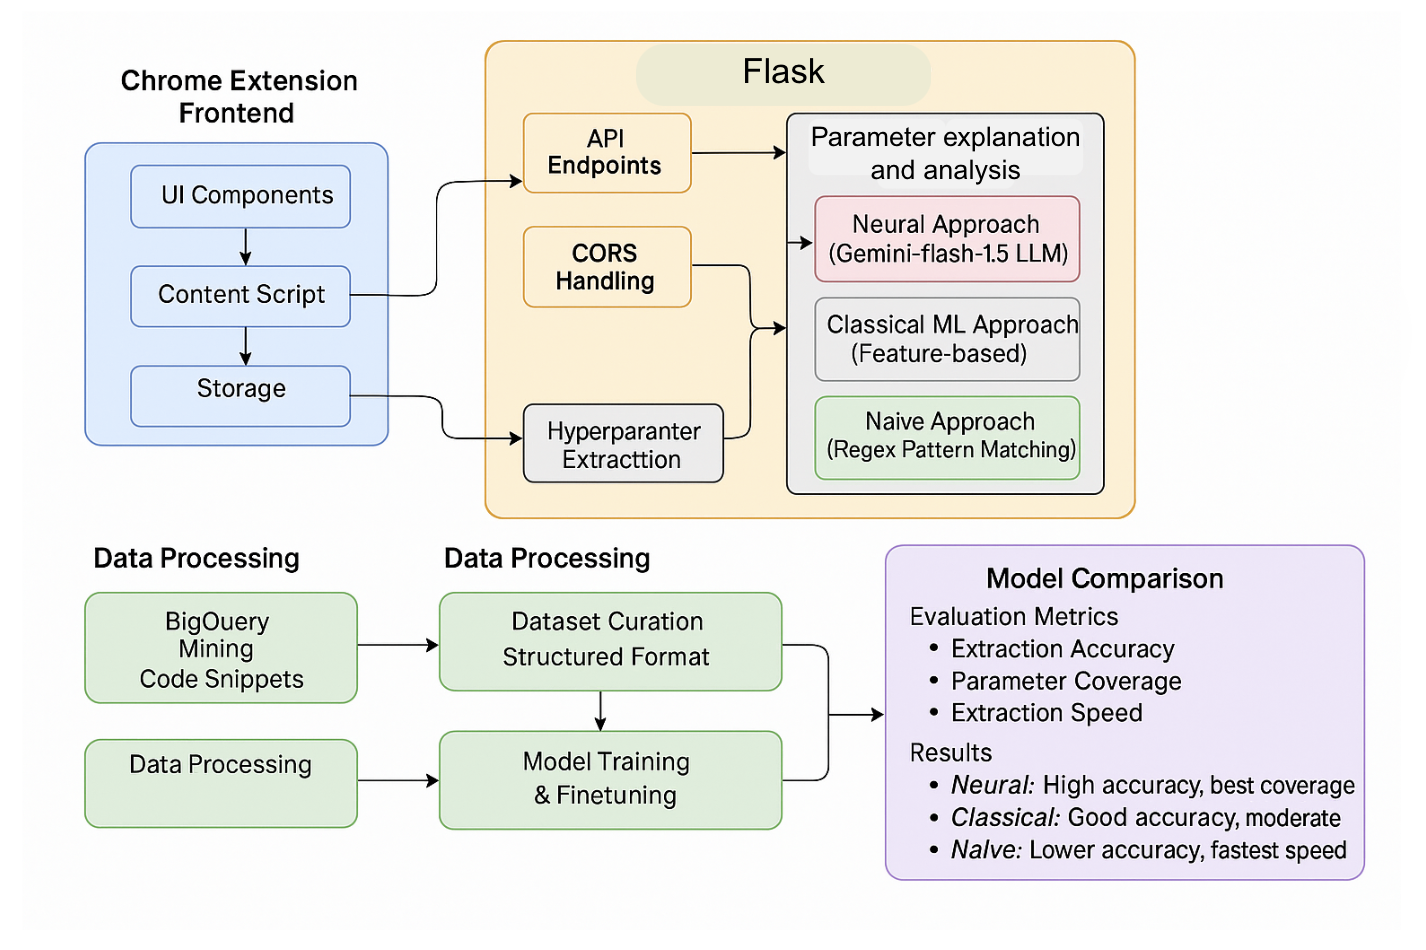 Chrome Extension
Frontend
UI Components
Content Script
Storage
Flask
API
Endpoints
CORS
Handling
Hyperparanter
Extracttion
Parameter explanation
and analysis
Neural Approach
(Gemini-flash-1.5 LLM)
Classical ML Approach
(Feature-based)
Naive Approach
(Regex Pattern Matching)
Data Processing
BigOuery
Mining
Code Snippets
Data Processing
Data Processing
Dataset Curation
Structured Format
Model Training
& Finetuning
Model Comparison
Evaluation Metrics
• Extraction Accuracy
• Parameter Coverage
• Extraction Speed
Results
• Neural: High accuracy, best coverage
• Classical: Good accuracy, moderate
• Nalve: Lower accuracy, fastest speed